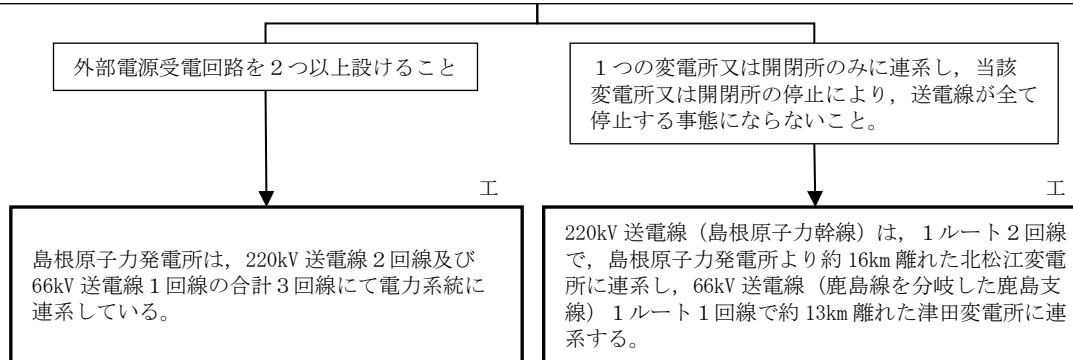 外部電源受電回路を２つ以上設けること
１つの変電所又は開閉所のみに連系し，当該
変電所又は開閉所の停止により，送電線が全て
停止する事態にならないこと。
工
工
島根原子力発電所は，220kV 送電線２回線及び
66kV 送電線１回線の合計３回線にて電力系統に
連系している。
220kV 送電線（島根原子力幹線）は，１ルート２回線
で，島根原子力発電所より約 16km 離れた北松江変電
所に連系し，66kV 送電線（鹿島線を分岐した鹿島支
線）１ルート１回線で約 13km 離れた津田変電所に連
系する。